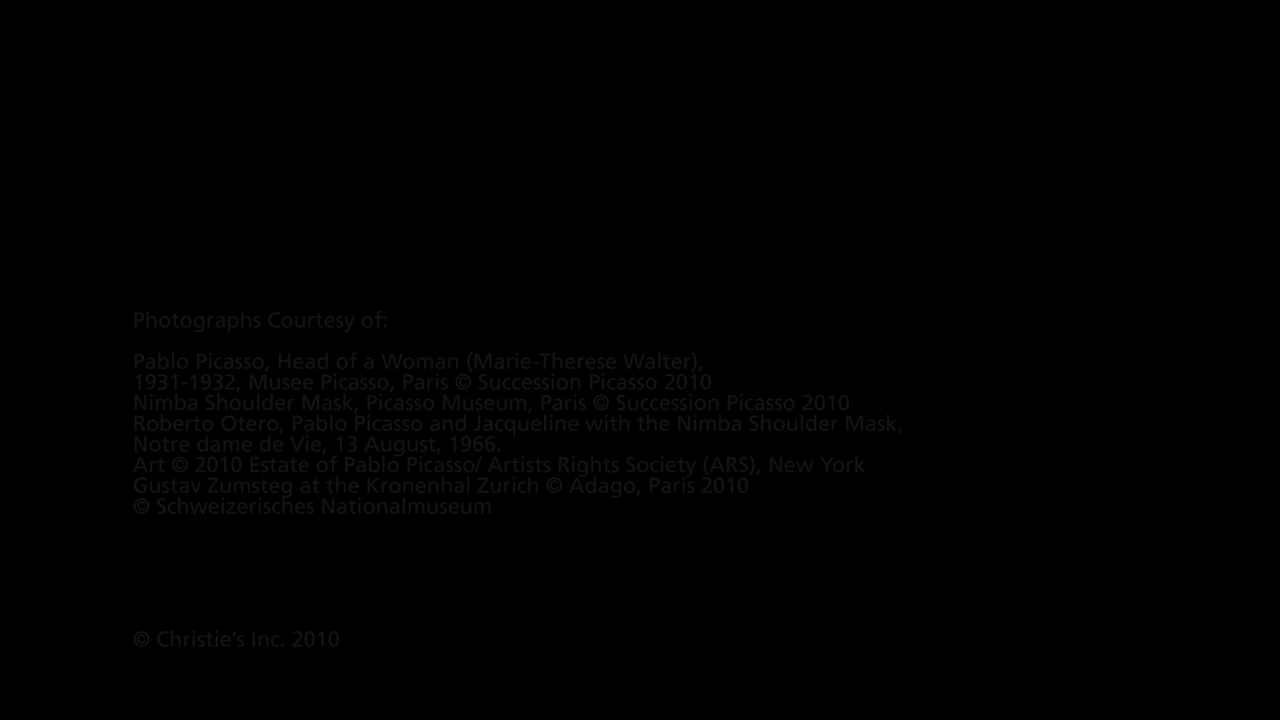 Photographs Courtesy of:
Pablo Picasso, Head of a Woman (Marie-Therese Walter),
1931-1932, Musee Picasso, Paris © Succession Picasso 2010
Nimba Shoulder Mask, Picasso Museum, Paris © Succession Picasso 2010
Roberto Otero, Pablo Picasso and Jacqueline with the Nimba Shoulder Mask,
Notre dame de Vie, 13 August, 1966.
Art © 2010 Estate of Pablo Picasso/ Artists Rights Society (ARS), New York
Gustav Zumsteg at the Kronenhal Zurich © Adago, Paris 2010
© Schweizerisches Nationalmuseum
© Christie’s Inc. 2010